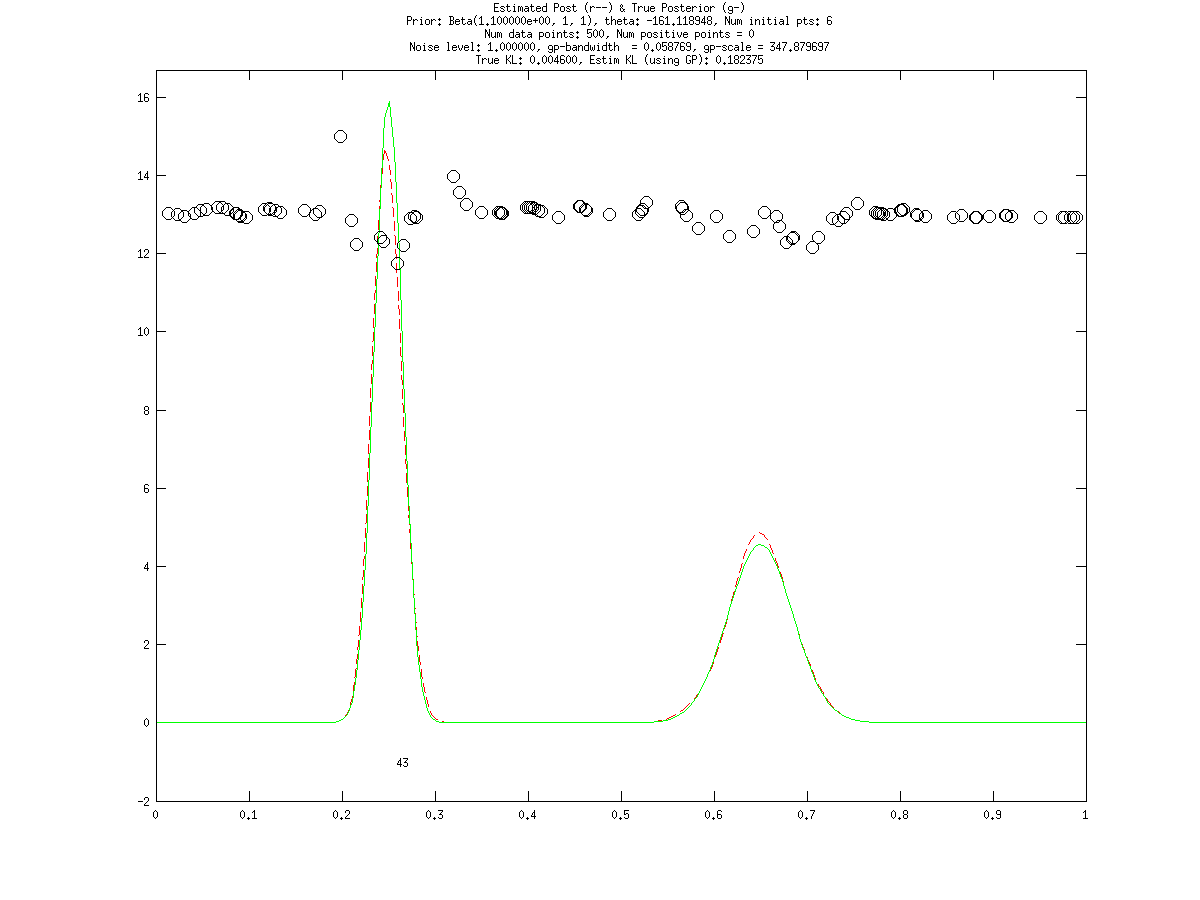 Estimated Post (r--) & True Posterior (g-)
Prior: Beta(1.100000e+00, 1, 1), theta: -161.118948, Num initial pts: 6
Num data points: 500, Num positive points = 0
Noise level: 1.000000, gp-bandwidth  = 0.058769, gp-scale = 347.879697
True KL: 0.004600, Estim KL (using GP): 0.182375
16
14
12
10
8
6
4
2
0
43
-2
0 0.1 0.2 0.3 0.4 0.5 0.6 0.7 0.8 0.9 1